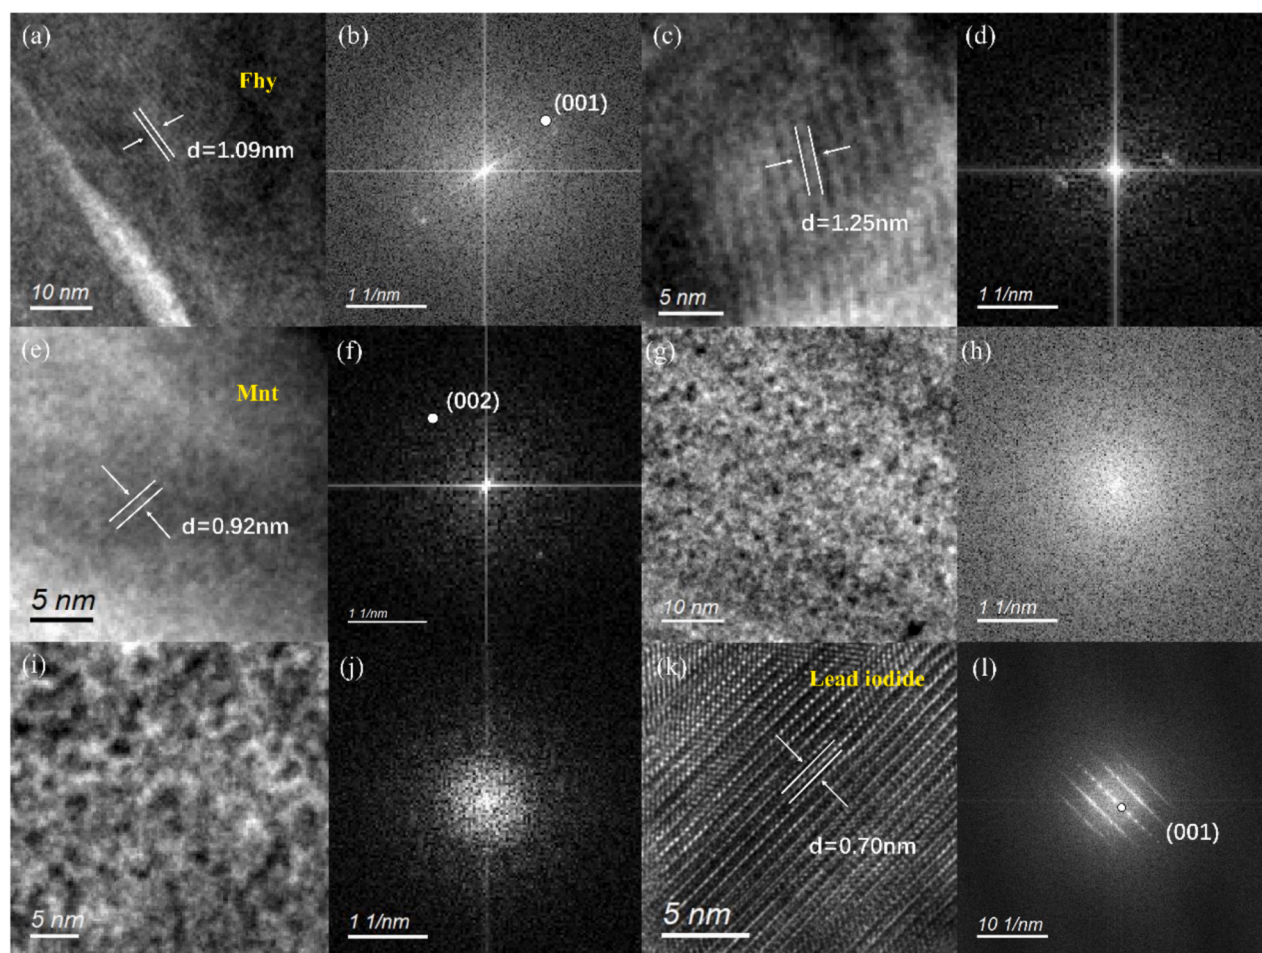 (a)
Fhy
d=1.09nm
10 nm
(b)
(001)
1 1/nm
(c)
d=1.25nm
5 nm
(d)
1 1/nm
(e)
Mnt
d=0.92nm
5 nm
(f)
(002)
1 1/nm
(g)
10 nm
(h)
1 1/nm
(i)
5 nm
(j)
1 1/nm
(k)
Lead iodide
d=0.70nm
5 nm
(l)
(001)
10 1/nm